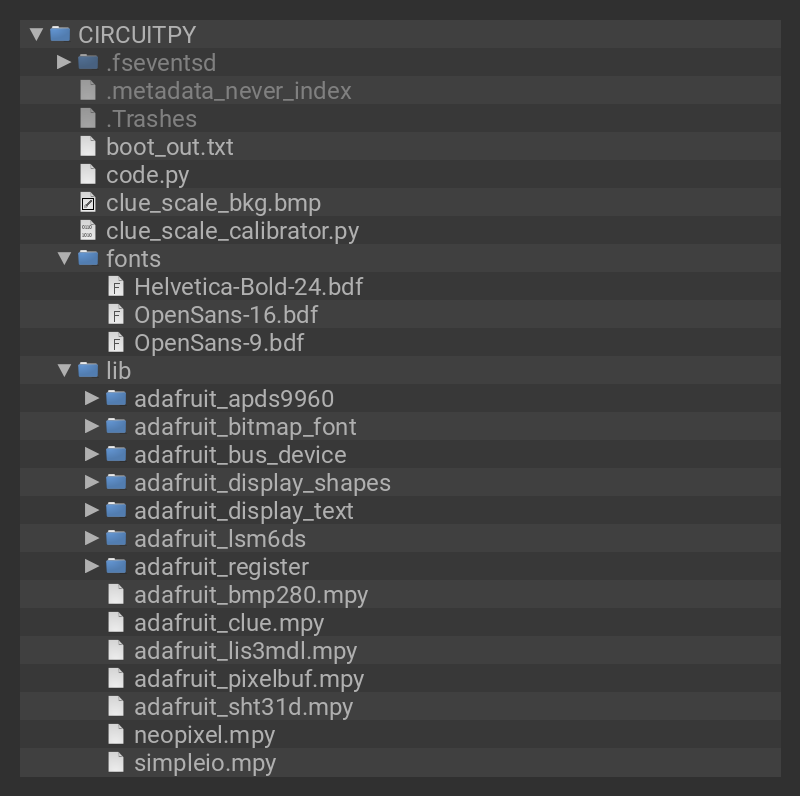 CIRCUITPY
.fseventsd
.metadata_never_index
.Trashes
boot_out.txt
code.py
clue_scale_bkg.bmp
clue_scale_calibrator.py
fonts
Helvetica-Bold-24.bdf
OpenSans-16.bdf
OpenSans-9.bdf
lib
adafruit_apds9960
adafruit_bitmap_font
adafruit_bus_device
adafruit_display_shapes
adafruit_display_text
adafruit_lsm6ds
adafruit_register
adafruit_bmp280.mpy
adafruit_clue.mpy
adafruit_lis3mdl.mpy
adafruit_pixelbuf.mpy
adafruit_sht31d.mpy
neopixel.mpy
simpleio.mpy